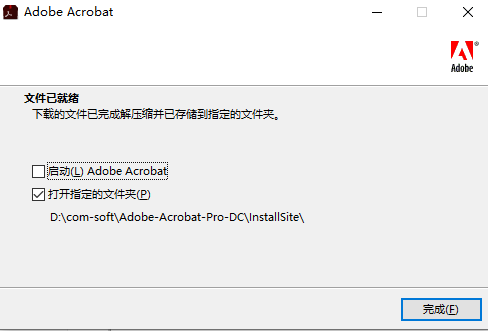 Adobe Acrobat
Adobe
文件已就绪
下载的文件已完成解压缩并已存储到指定的文件夹。
启动(L) Adobe Acrobat
打开指定的文件夹(P)
D:\com-soft\Adobe-Acrobat-Pro-DC\InstallSite\
完成(F)